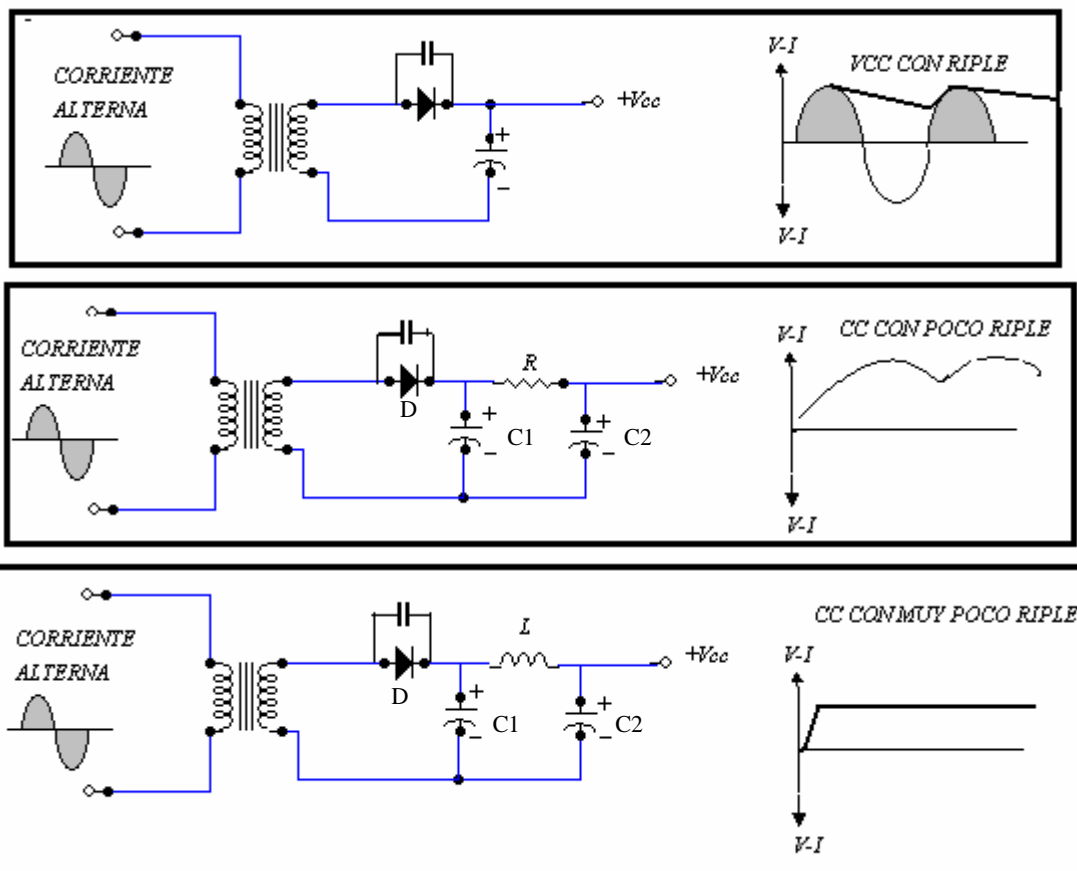 V-I
VCC CON RIPLE
CORRIENTE
ALTERNA
+
+Vcc
-
V-I
V-I
CC CON POCO RIPLE
CORRIENTE
ALTERNA
R
+Vcc
D
+
C1
-
+
C2
-
V-I
CC CON MUY POCO RIPLE
CORRIENTE
ALTERNA
L
+Vcc
V-I
D
+
C1
-
+
C2
-
V-I